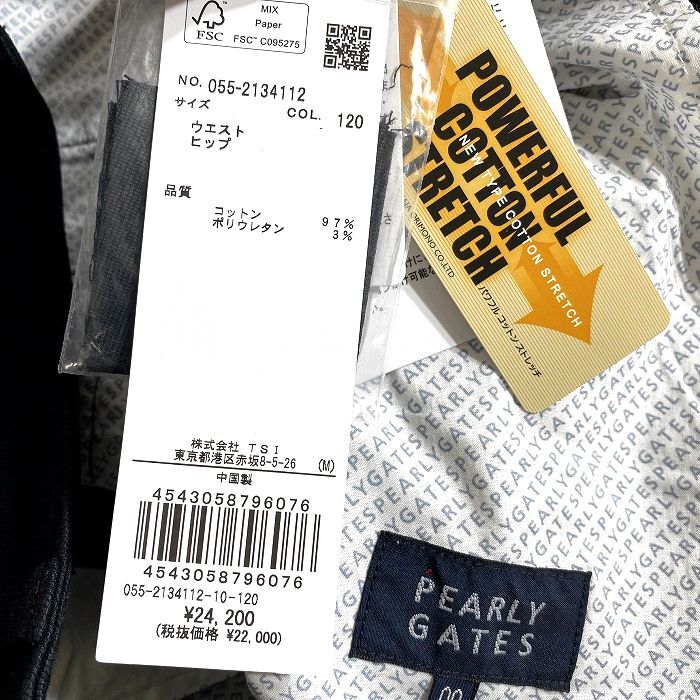 FSC
MIX
Paper
FSC™ C095275
NO. 055-2134112
サイズ
COL. 120
ウエスト
ヒップ
品質
コットン 97%
ポリウレタン 3%
株式会社 TSI
東京都港区赤坂8-5-26 (M)
中国製
4543058796076
4543058796076
055-2134112-10-120
¥24,200
(税抜価格 ¥22,000)
POWERFUL
COTTON
STRETCH
NEW TYPE COTTON STRETCH
CO.,LTD
パワフル コットン ストレッチ
PEARLY
GATES
PEARLYGATES